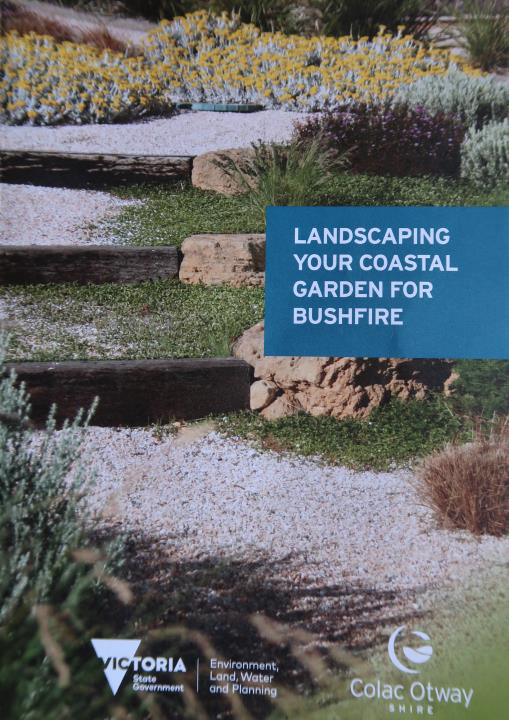 LANDSCAPING
YOUR COASTAL
GARDEN FOR
BUSHFIRE
VICTORIA
State
Government
Environment,
Land, Water
and Planning
Colac Otway
SHIRE